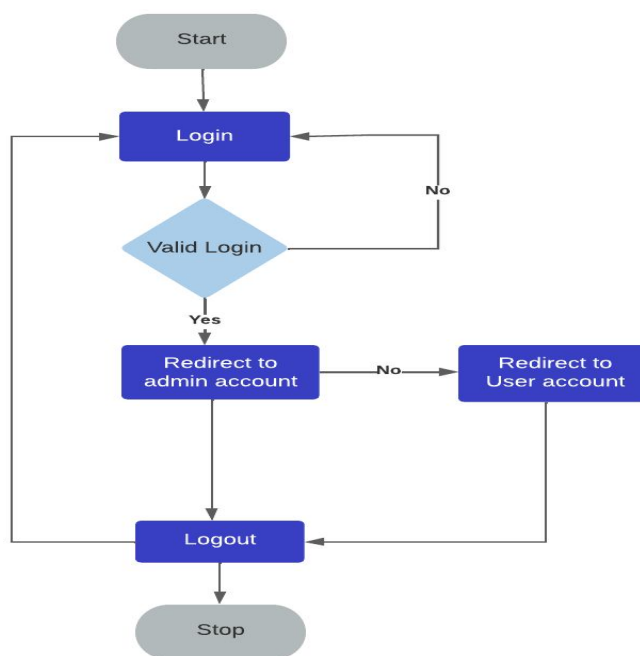 Start
Login
No
Valid Login
Yes
Redirect to
admin account
No
Redirect to
User account
Logout
Stop